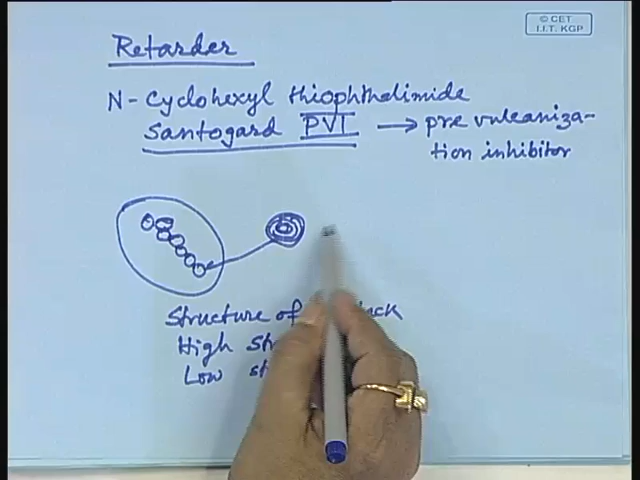 © CET
I.I.T. KGP
Retarder
N-Cyclohexyl thiophthalimide
Santogard PVI → pre vulcaniza-
tion inhibitor
Structure of
High
Low